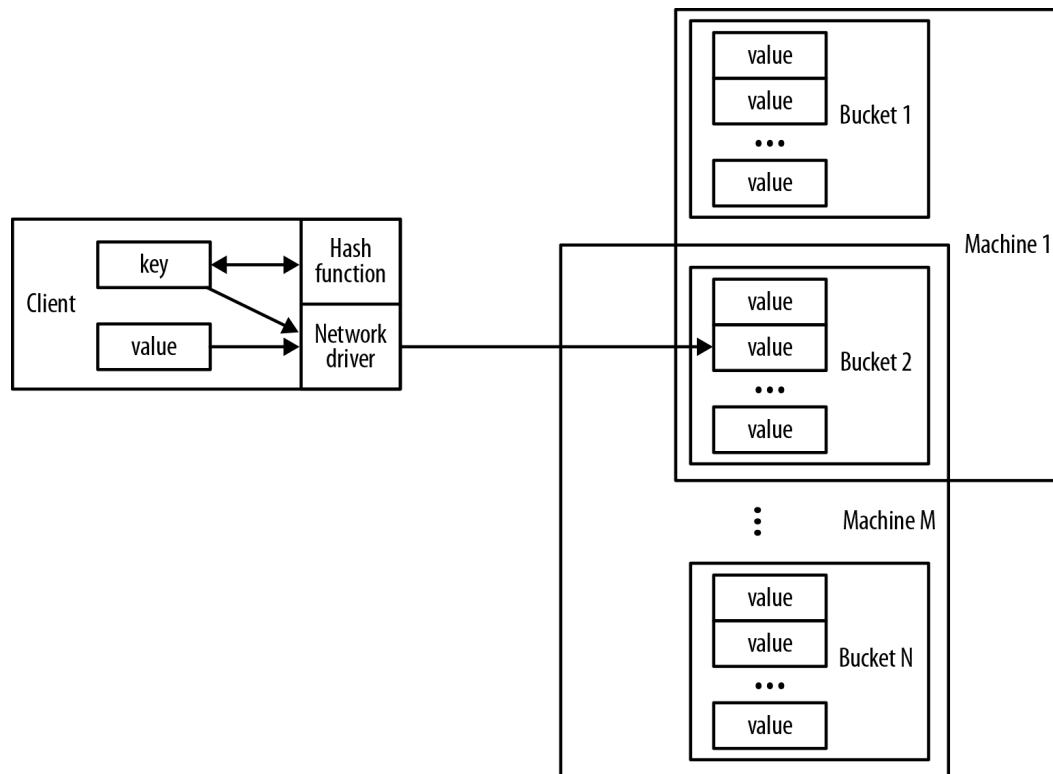 Client
key
value
Hash
function
Network
driver
value
value
...
value
Bucket 1
Machine 1
value
value
...
value
Bucket 2
...
Machine M
value
value
...
value
Bucket N